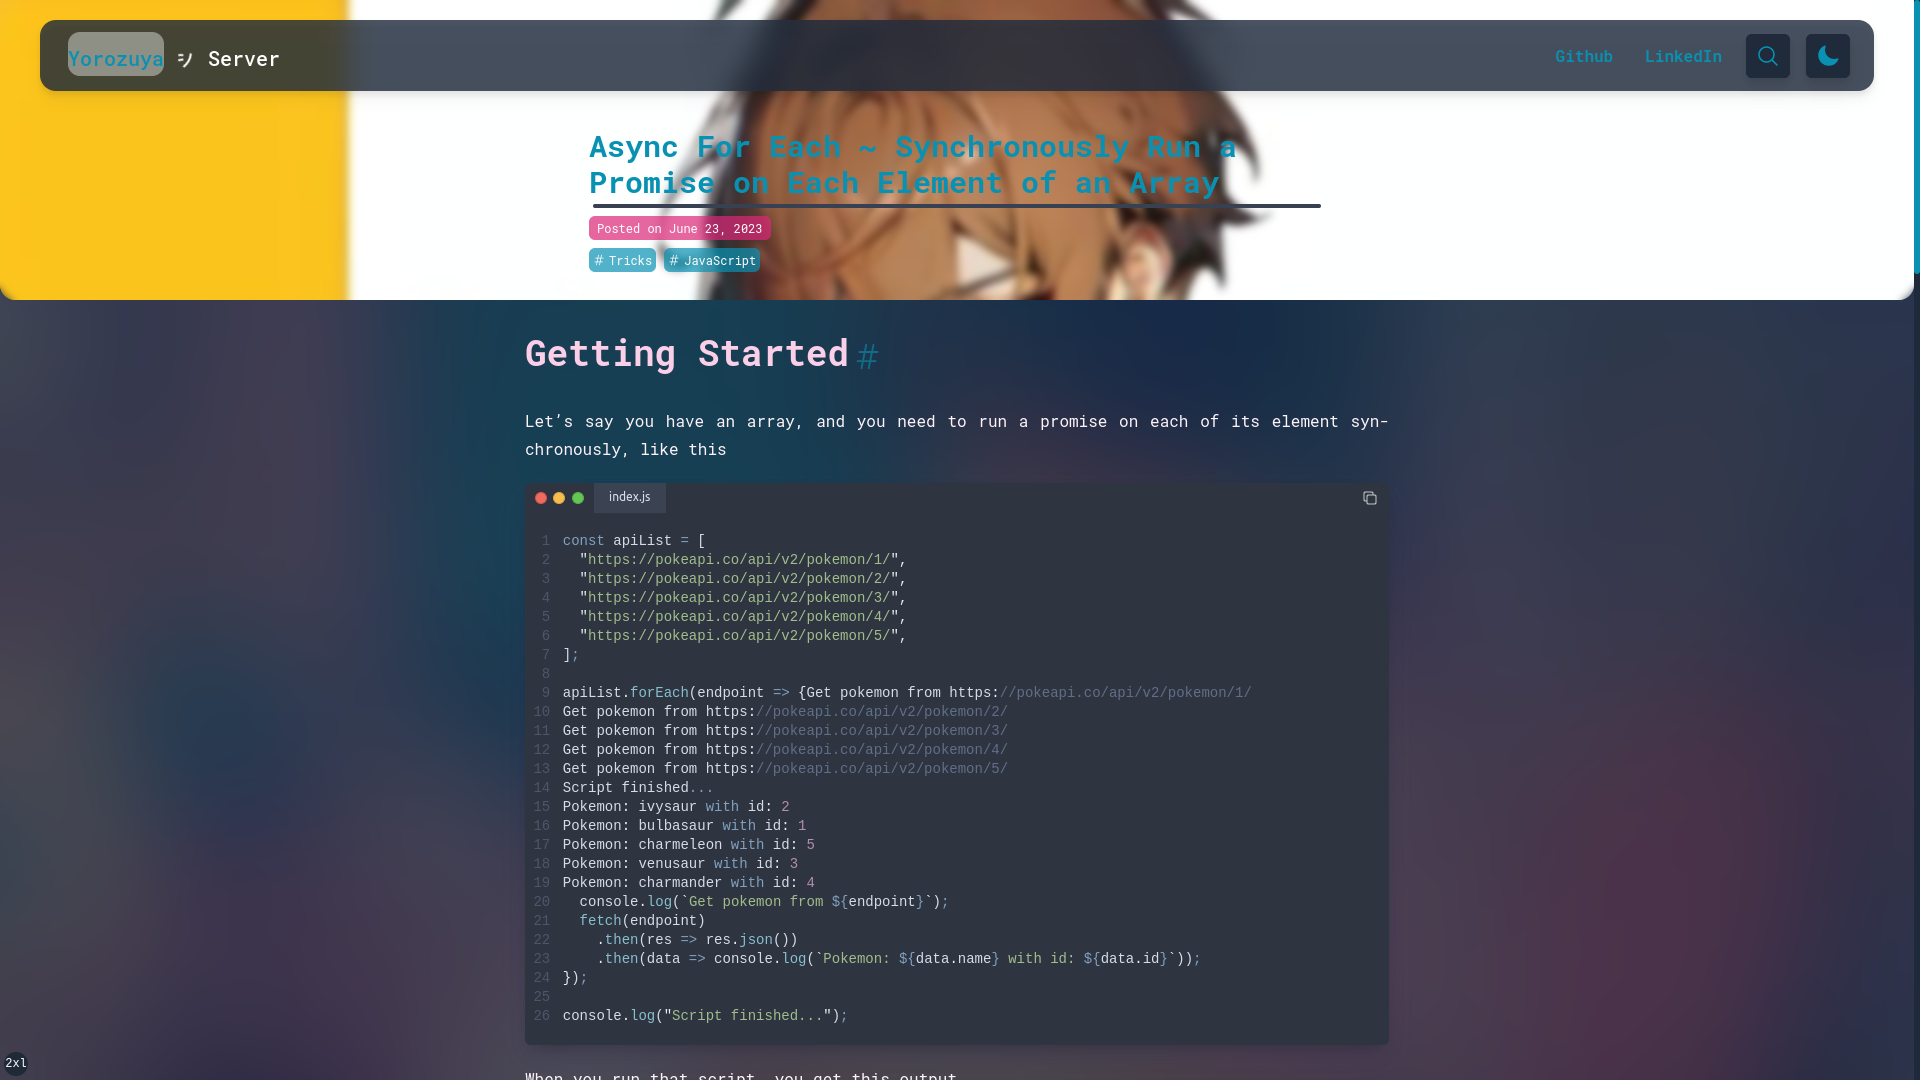 Yorozuya シ Server
Github LinkedIn
Async For Each ~ Synchronously Run a
Promise on Each Element of an Array
Posted on June 23, 2023
# Tricks # JavaScript
Getting Started #
Let’s say you have an array, and you need to run a promise on each of its element syn-
chronously, like this
index.js
1 const apiList = [
2   "https://pokeapi.co/api/v2/pokemon/1/",
3   "https://pokeapi.co/api/v2/pokemon/2/",
4   "https://pokeapi.co/api/v2/pokemon/3/",
5   "https://pokeapi.co/api/v2/pokemon/4/",
6   "https://pokeapi.co/api/v2/pokemon/5/",
7 ];
8
9 apiList.forEach(endpoint => {Get pokemon from https://pokeapi.co/api/v2/pokemon/1/
10 Get pokemon from https://pokeapi.co/api/v2/pokemon/2/
11 Get pokemon from https://pokeapi.co/api/v2/pokemon/3/
12 Get pokemon from https://pokeapi.co/api/v2/pokemon/4/
13 Get pokemon from https://pokeapi.co/api/v2/pokemon/5/
14 Script finished...
15 Pokemon: ivysaur with id: 2
16 Pokemon: bulbasaur with id: 1
17 Pokemon: charmeleon with id: 5
18 Pokemon: venusaur with id: 3
19 Pokemon: charmander with id: 4
20   console.log(`Get pokemon from ${endpoint}`);
21   fetch(endpoint)
22     .then(res => res.json())
23     .then(data => console.log(`Pokemon: ${data.name} with id: ${data.id}`));
24 });
25
26 console.log("Script finished...");
When you run that script, you get this output
2xl